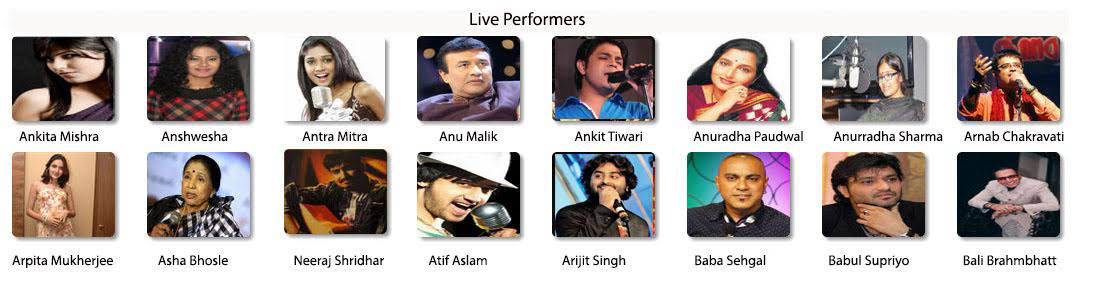 Live Performers
Ankita Mishra Anshwesha Antra Mitra Anu Malik Ankit Tiwari Anuradha Paudwal Anurradha Sharma Arnab Chakravati
Arpita Mukherjee Asha Bhosle Neeraj Shridhar Atif Aslam Arijit Singh Baba Sehgal Babul Supriyo Bali Brahmbhatt